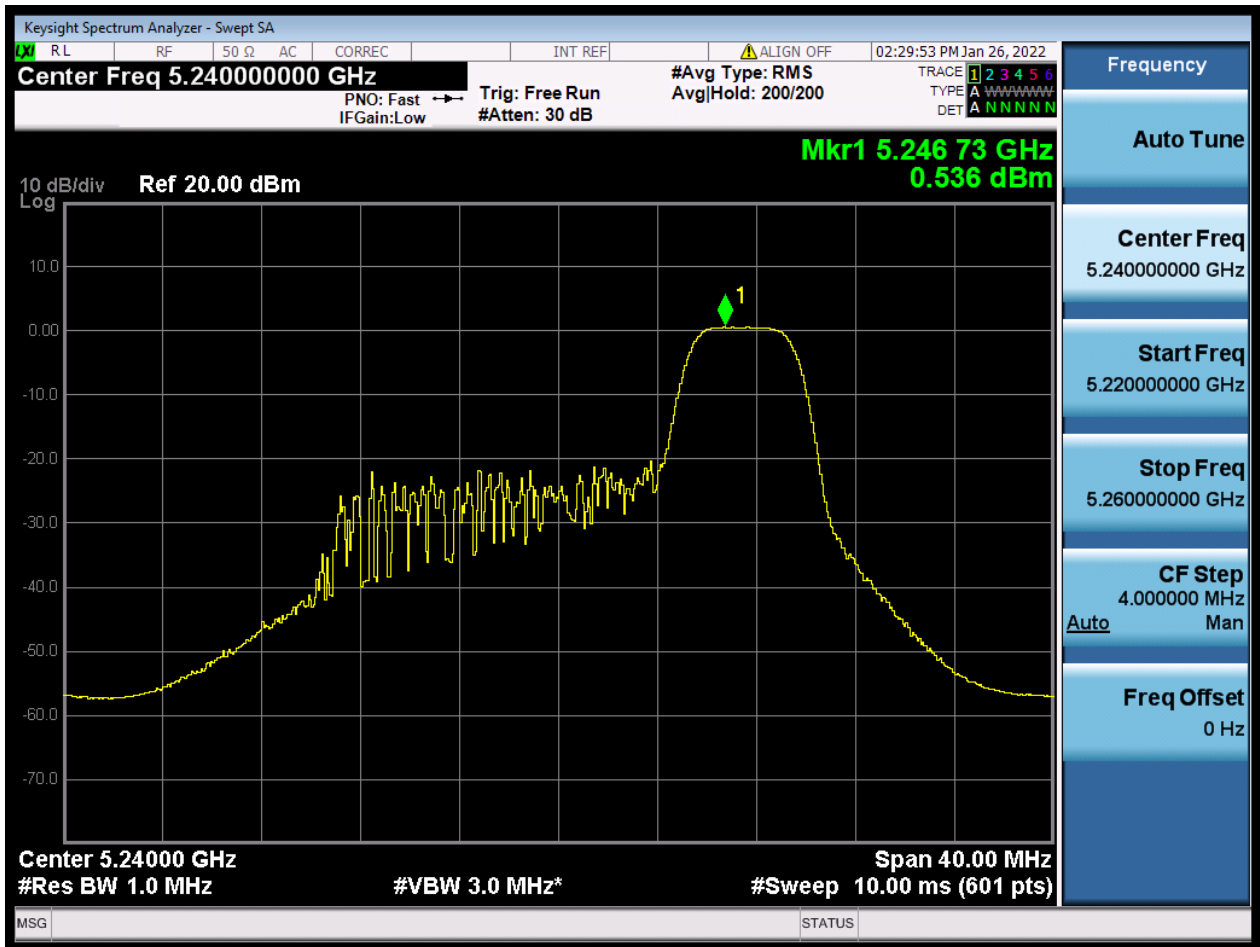 Keysight Spectrum Analyzer - Swept SA
LXI RL RF 50 Ω AC CORREC INT REF ALIGN OFF 02:29:53 PM Jan 26, 2022
Center Freq 5.240000000 GHz
PNO: Fast
IFGain:Low
Trig: Free Run
#Atten: 30 dB
#Avg Type: RMS
Avg|Hold: 200/200
TRACE 1 2 3 4 5 6
TYPE A WWWWW
DET A N N N N N
Mkr1 5.246 73 GHz
0.536 dBm
10 dB/div Ref 20.00 dBm
Log
1
10.0
0.00
-10.0
-20.0
-30.0
-40.0
-50.0
-60.0
-70.0
Center 5.24000 GHz Span 40.00 MHz
#Res BW 1.0 MHz #VBW 3.0 MHz* #Sweep 10.00 ms (601 pts)
MSG STATUS
Frequency
Auto Tune
Center Freq
5.240000000 GHz
Start Freq
5.220000000 GHz
Stop Freq
5.260000000 GHz
CF Step
4.000000 MHz
Auto Man
Freq Offset
0 Hz